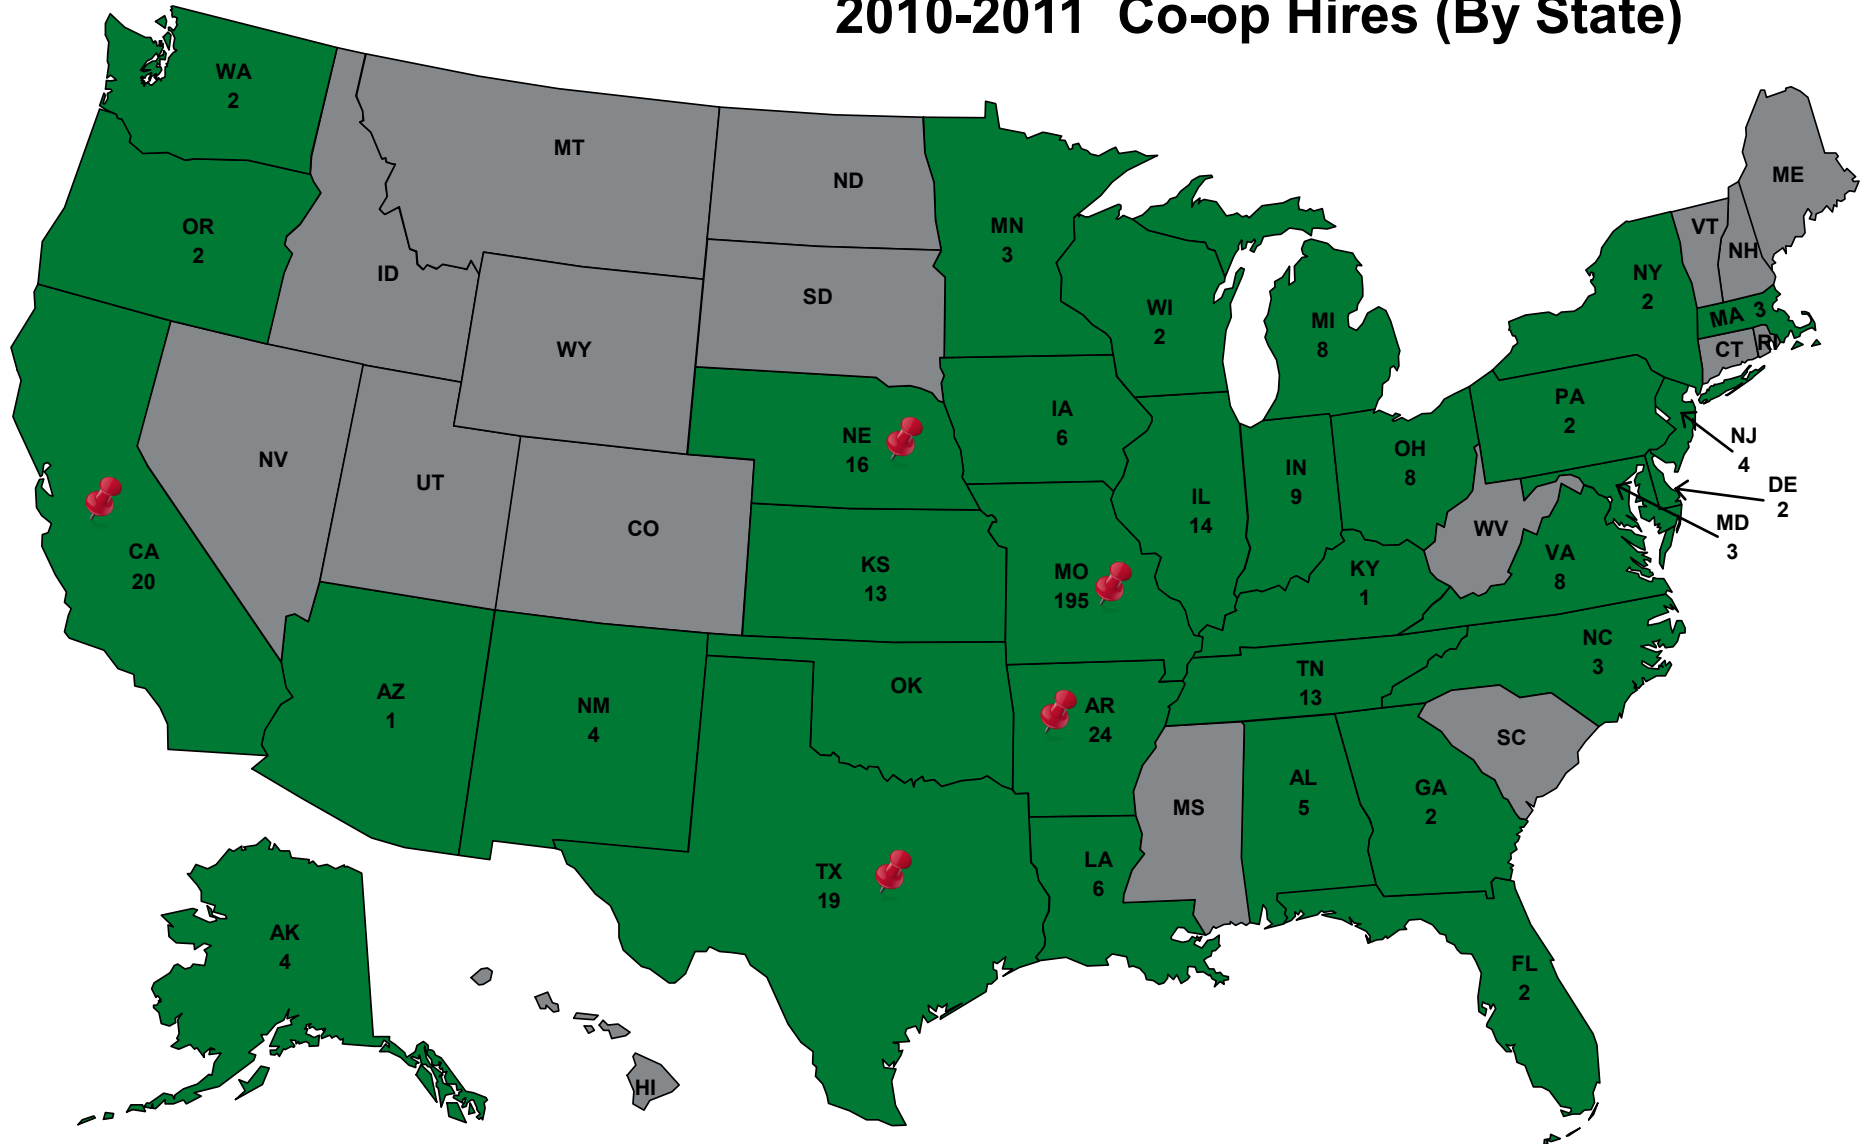 2010-2011 Co-op Hires (By State)
WA
2
MT
ND
ME
OR
2
ID
MN
3
VT
NH
NY
2
SD
WI
2
MA 3
MI
8
WY
CT
RI
PA
2
IA
6
NE
16
NJ
4
OH
8
NV
UT
IN
9
DE
2
IL
14
CO
WV
MD
3
CA
20
VA
8
KS
13
MO
195
KY
1
NC
3
TN
13
AZ
1
NM
4
OK
AR
24
SC
AL
5
GA
2
MS
LA
6
TX
19
AK
4
FL
2
HI